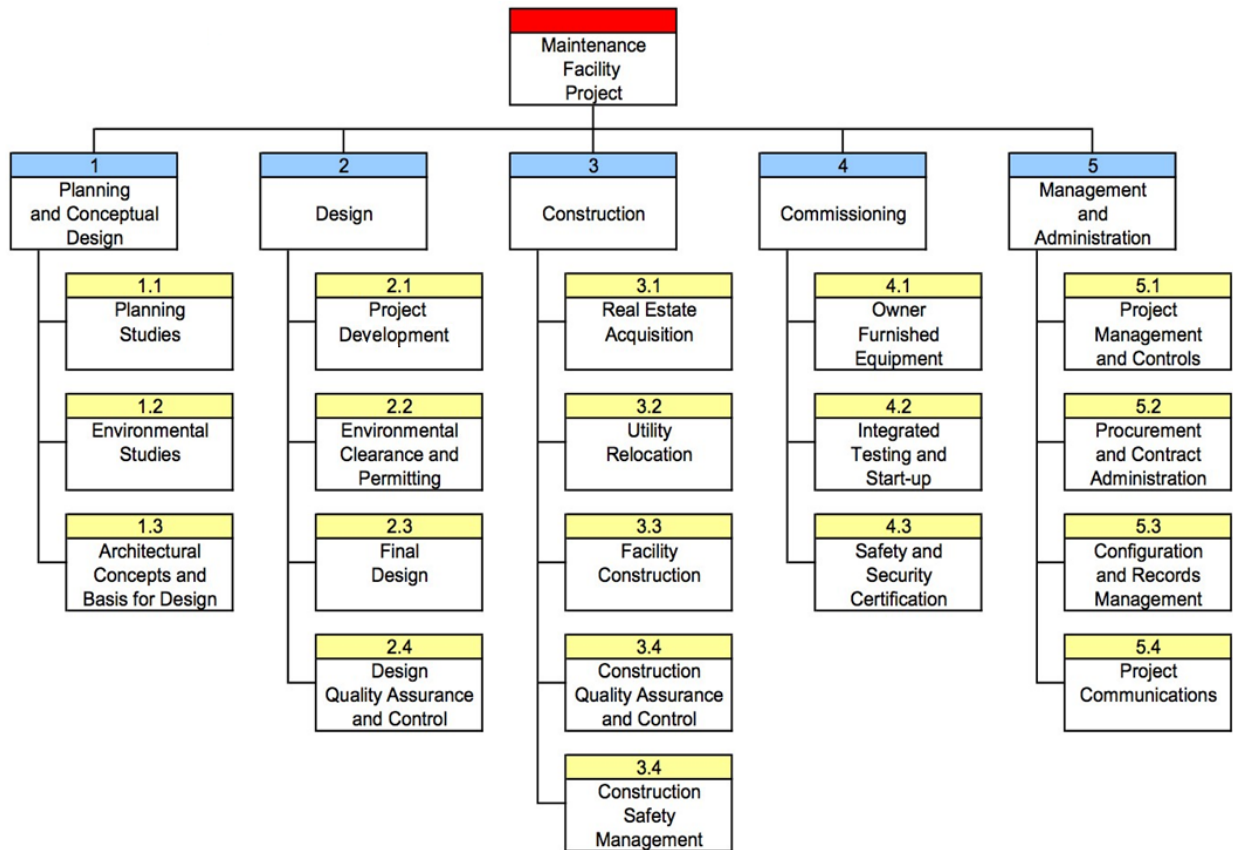 Maintenance
Facility
Project
1
Planning
and Conceptual
Design
1.1
Planning
Studies
1.2
Environmental
Studies
1.3
Architectural
Concepts and
Basis for Design
2
Design
2.1
Project
Development
2.2
Environmental
Clearance and
Permitting
2.3
Final
Design
2.4
Design
Quality Assurance
and Control
3
Construction
3.1
Real Estate
Acquisition
3.2
Utility
Relocation
3.3
Facility
Construction
3.4
Construction
Quality Assurance
and Control
3.4
Construction
Safety
Management
4
Commissioning
4.1
Owner
Furnished
Equipment
4.2
Integrated
Testing and
Start-up
4.3
Safety and
Security
Certification
5
Management
and
Administration
5.1
Project
Management
and Controls
5.2
Procurement
and Contract
Administration
5.3
Configuration
and Records
Management
5.4
Project
Communications